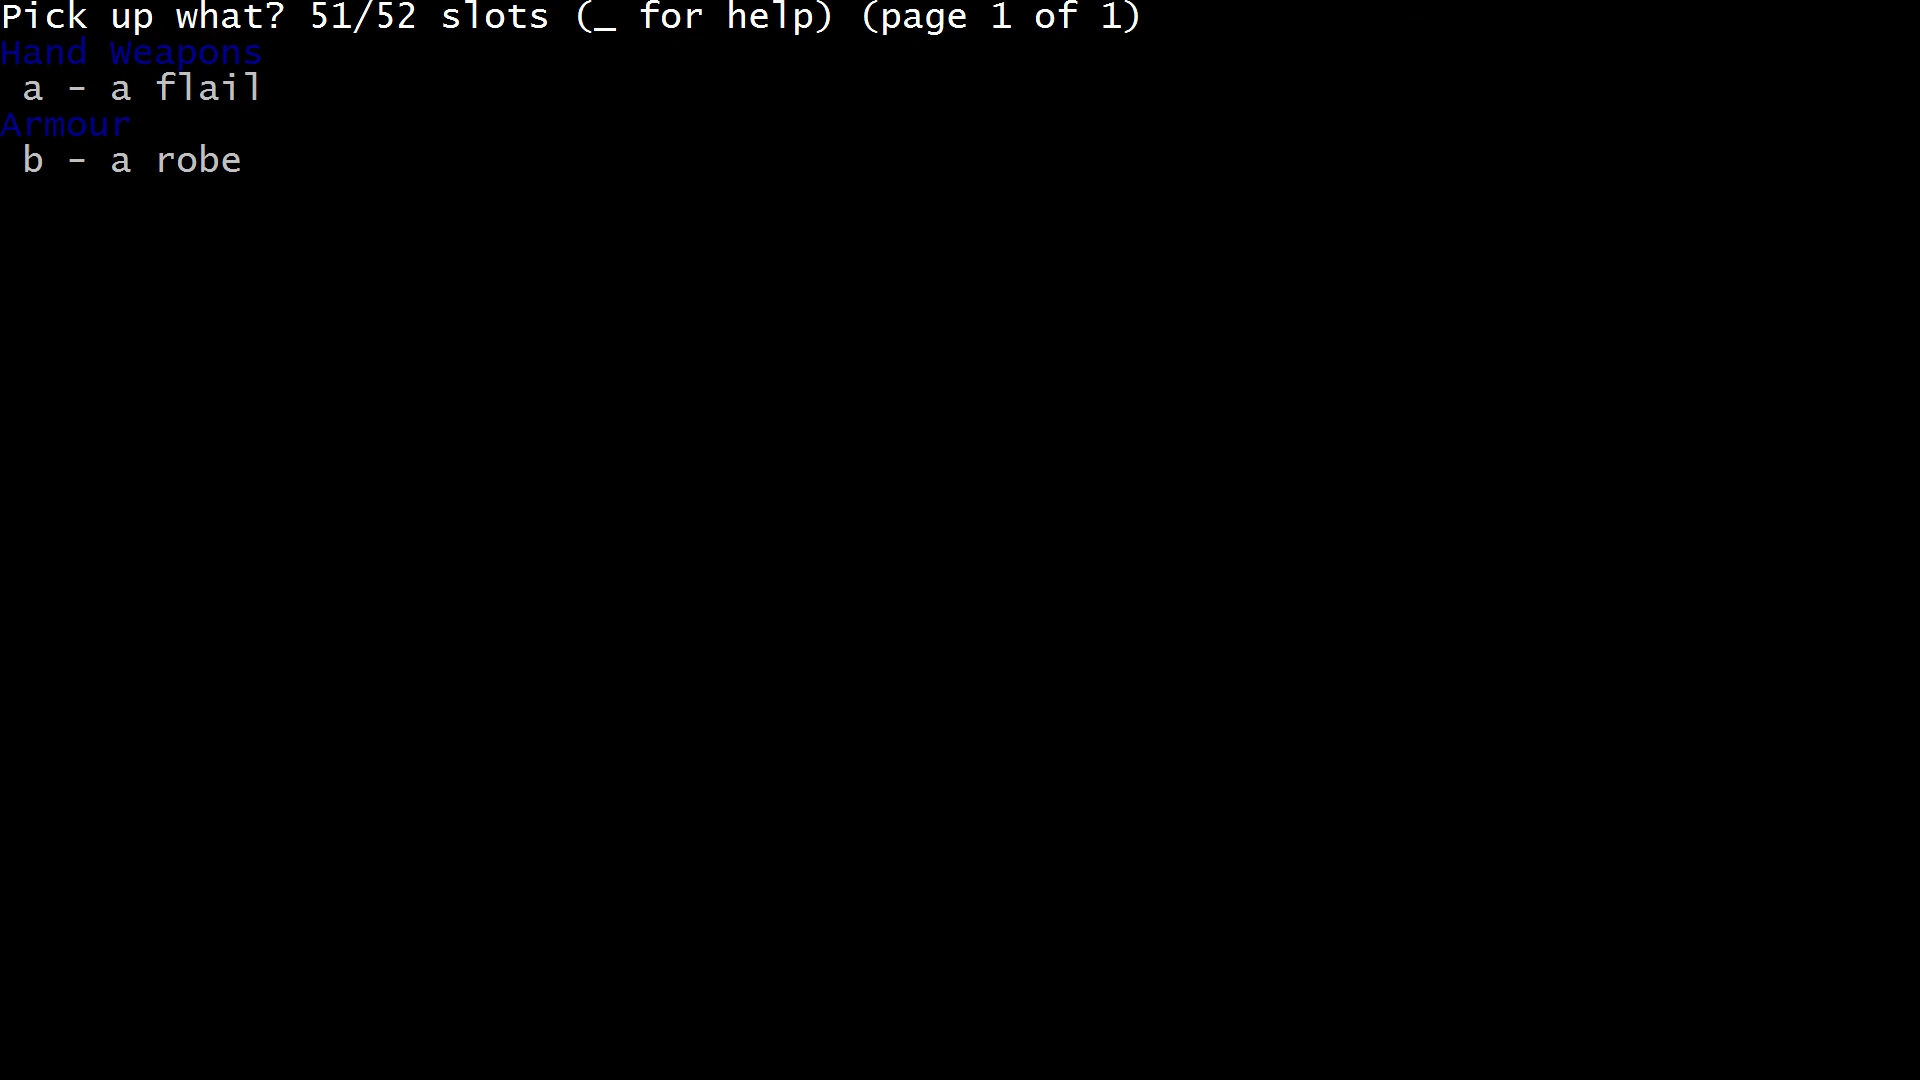 Pick up what? 51/52 slots (_ for help) (page 1 of 1)
Hand Weapons
a - a flail
Armour
b - a robe